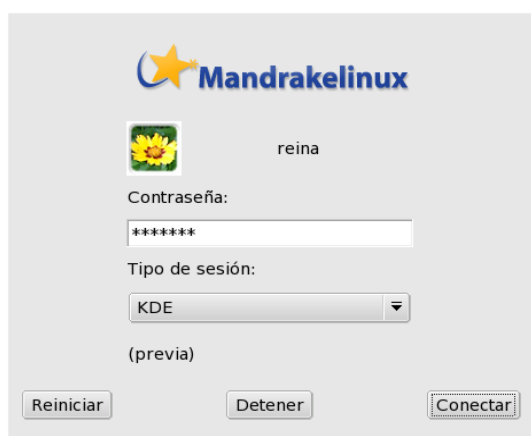 Mandrakelinux
reina
Contraseña:
*******
Tipo de sesión:
KDE
(previa)
Reiniciar Detener Conectar